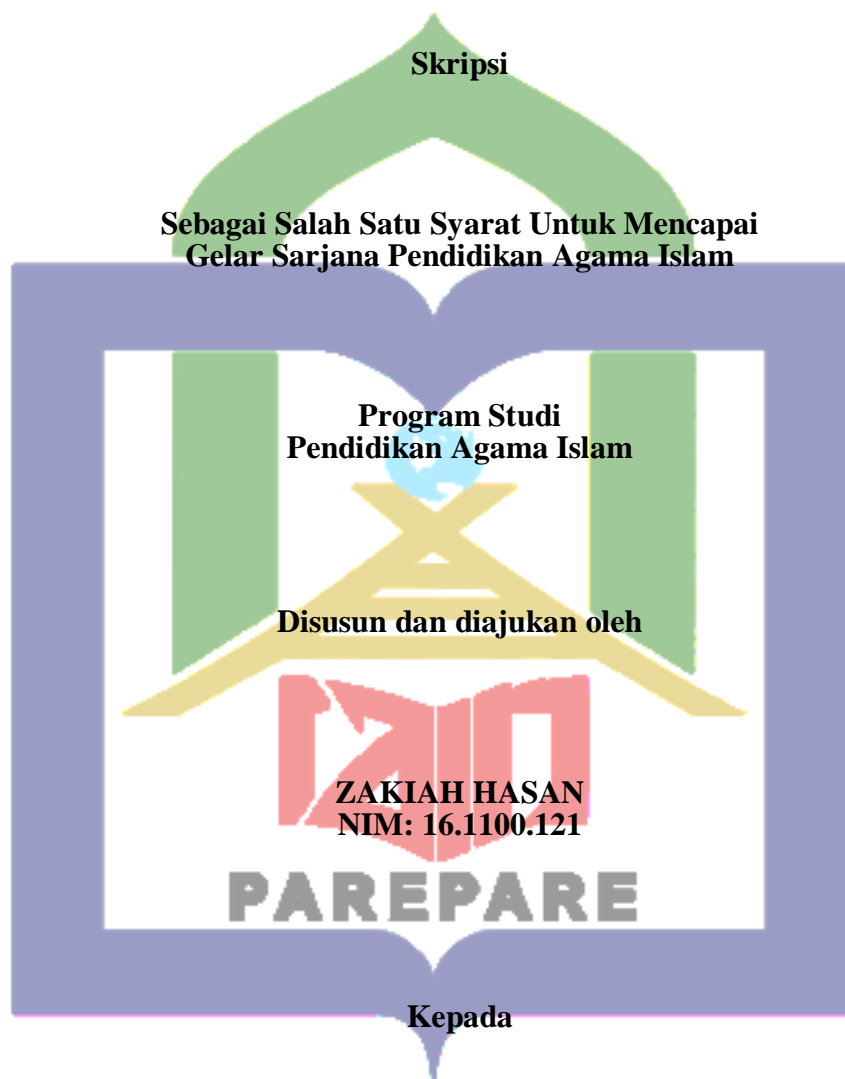 Skripsi
Sebagai Salah Satu Syarat Untuk Mencapai
Gelar Sarjana Pendidikan Agama Islam
Program Studi
Pendidikan Agama Islam
Disusun dan diajukan oleh
ZAKIAH HASAN
NIM: 16.1100.121
PAREPARE
Kepada